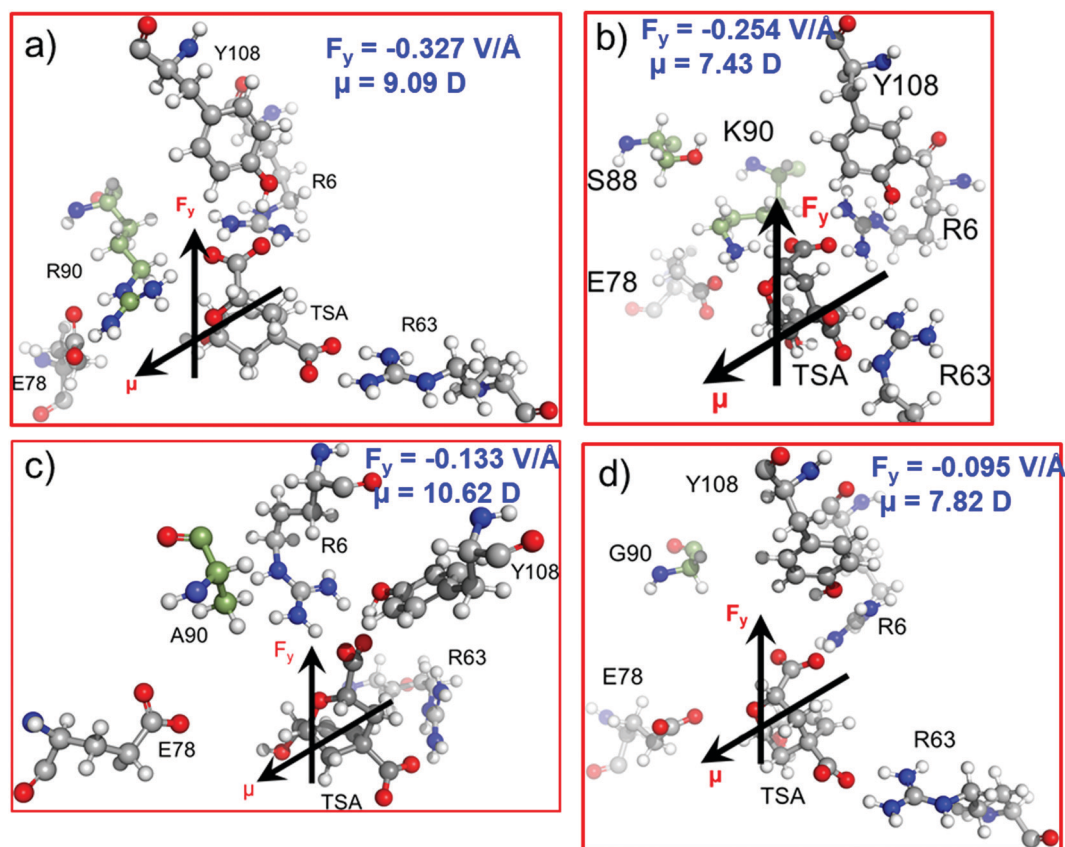 a)
F_y = -0.327 V/Å
μ = 9.09 D
Y108
R6
F_y
R90
TSA
R63
E78
μ
b)
F_y = -0.254 V/Å
μ = 7.43 D
Y108
K90
S88
F_y
R6
E78
TSA
R63
μ
c)
F_y = -0.133 V/Å
μ = 10.62 D
R6
Y108
A90
F_y
R63
E78
μ
TSA
d)
F_y = -0.095 V/Å
μ = 7.82 D
Y108
G90
F_y
R6
E78
R63
μ
TSA